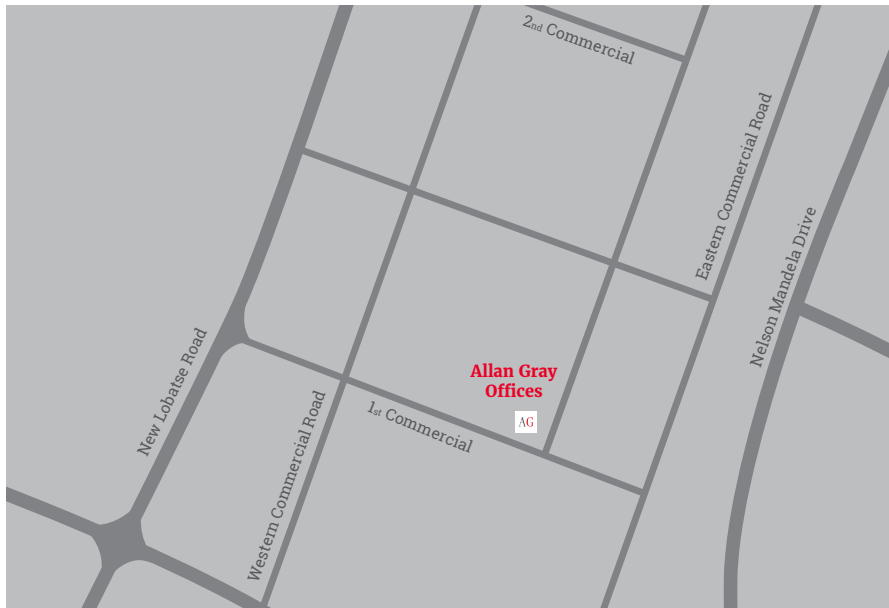 2nd Commercial
Eastern Commercial Road
Nelson Mandela Drive
New Lobatse Road
Allan Gray
Offices
AG
Western Commercial Road
1st Commercial